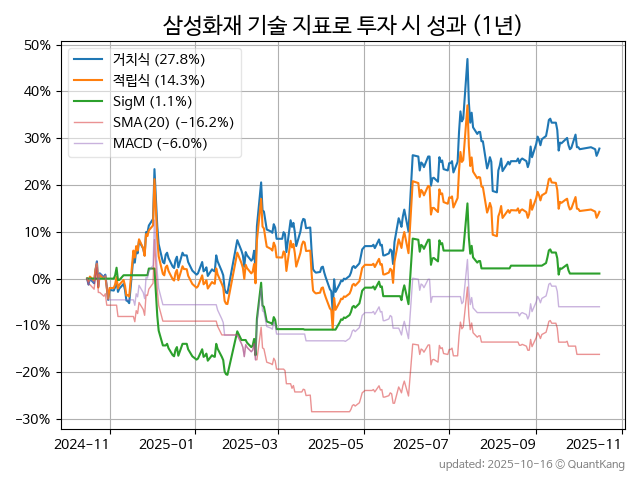 삼성화재 기술 지표로 투자 시 성과 (1년)
50%
40%
30%
20%
10%
0%
−10%
−20%
−30%
거치식 (27.8%)
적립식 (14.3%)
SigM (1.1%)
SMA(20) (−16.2%)
MACD (−6.0%)
2024-11
2025-01
2025-03
2025-05
2025-07
2025-09
2025-11
updated: 2025-10-16 © QuantKang